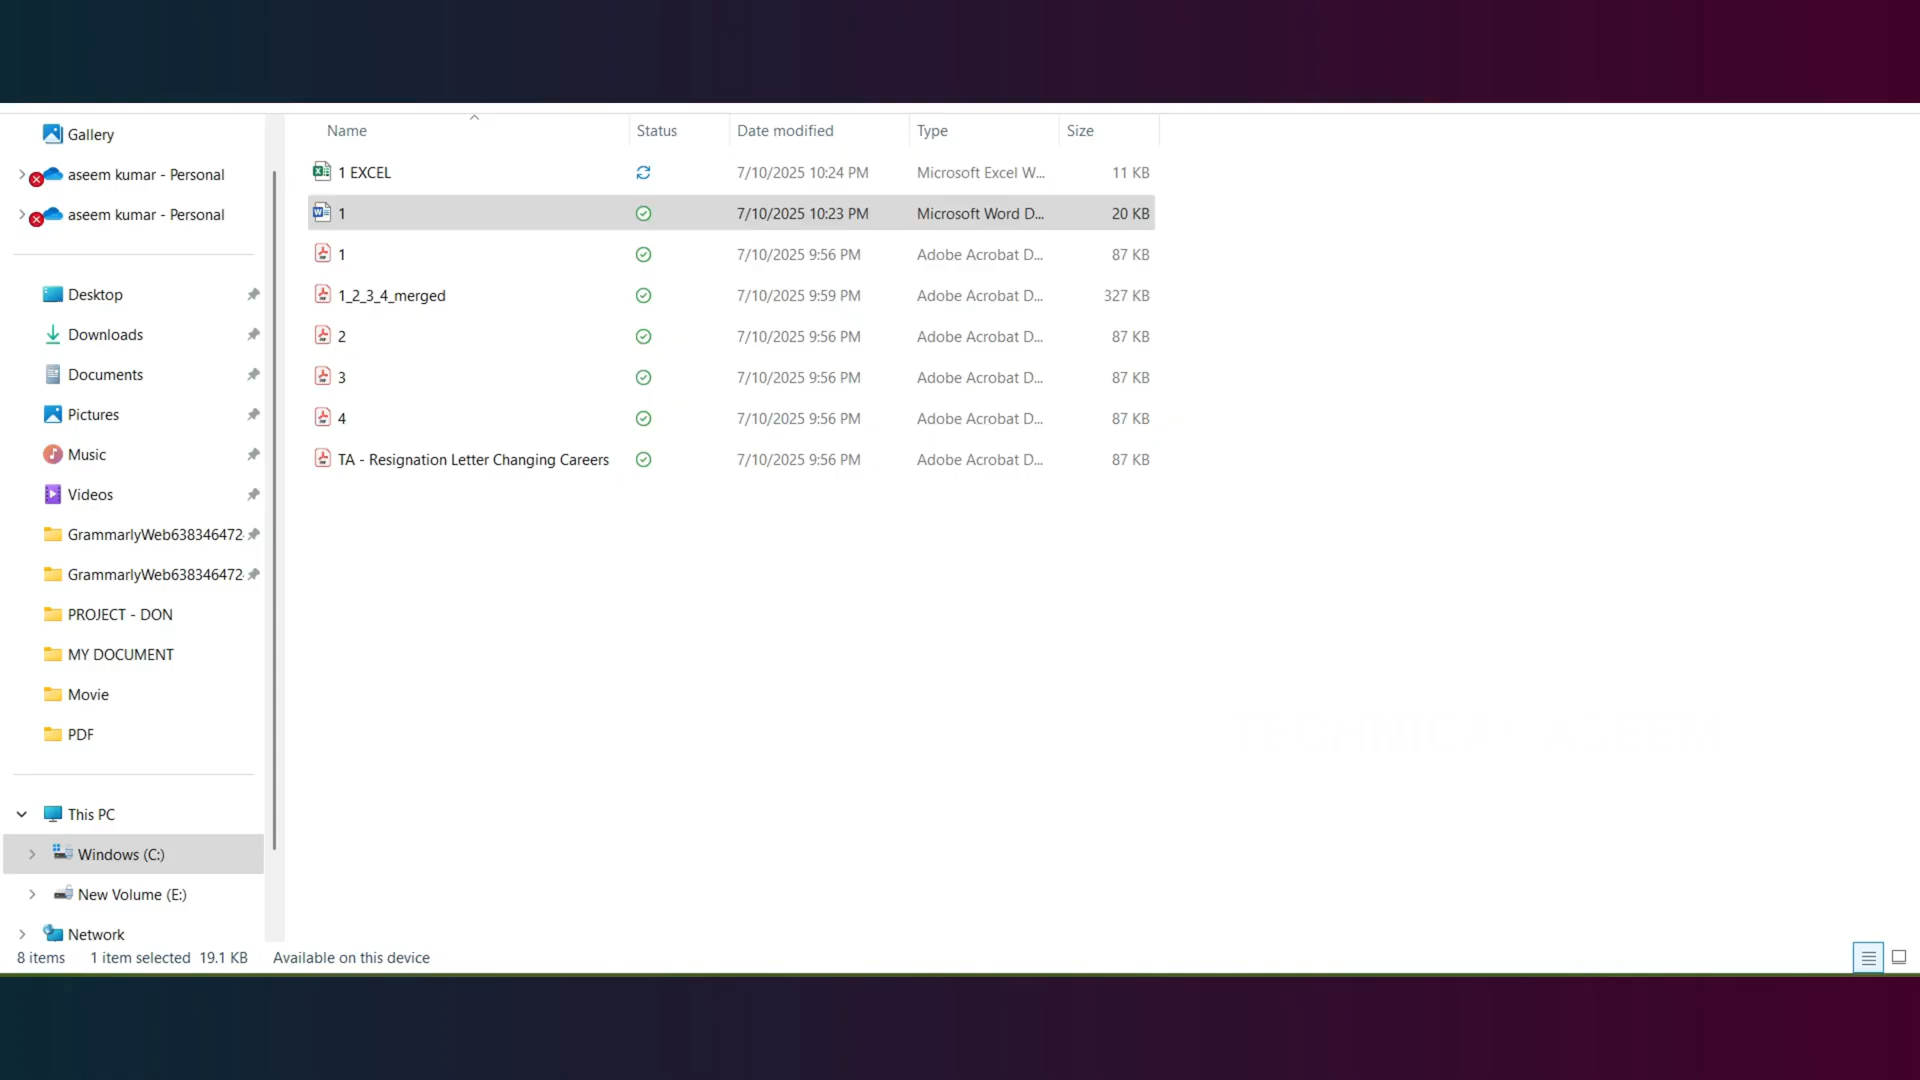 Gallery
aseem kumar - Personal
aseem kumar - Personal
Desktop
Downloads
Documents
Pictures
Music
Videos
GrammarlyWeb638346472
GrammarlyWeb638346472
PROJECT - DON
MY DOCUMENT
Movie
PDF
This PC
Windows (C:)
New Volume (E:)
Network
Name Status Date modified Type Size
1 EXCEL 7/10/2025 10:24 PM Microsoft Excel W... 11 KB
1 7/10/2025 10:23 PM Microsoft Word D... 20 KB
1 7/10/2025 9:56 PM Adobe Acrobat D... 87 KB
1_2_3_4_merged 7/10/2025 9:59 PM Adobe Acrobat D... 327 KB
2 7/10/2025 9:56 PM Adobe Acrobat D... 87 KB
3 7/10/2025 9:56 PM Adobe Acrobat D... 87 KB
4 7/10/2025 9:56 PM Adobe Acrobat D... 87 KB
TA - Resignation Letter Changing Careers 7/10/2025 9:56 PM Adobe Acrobat D... 87 KB
8 items 1 item selected 19.1 KB Available on this device